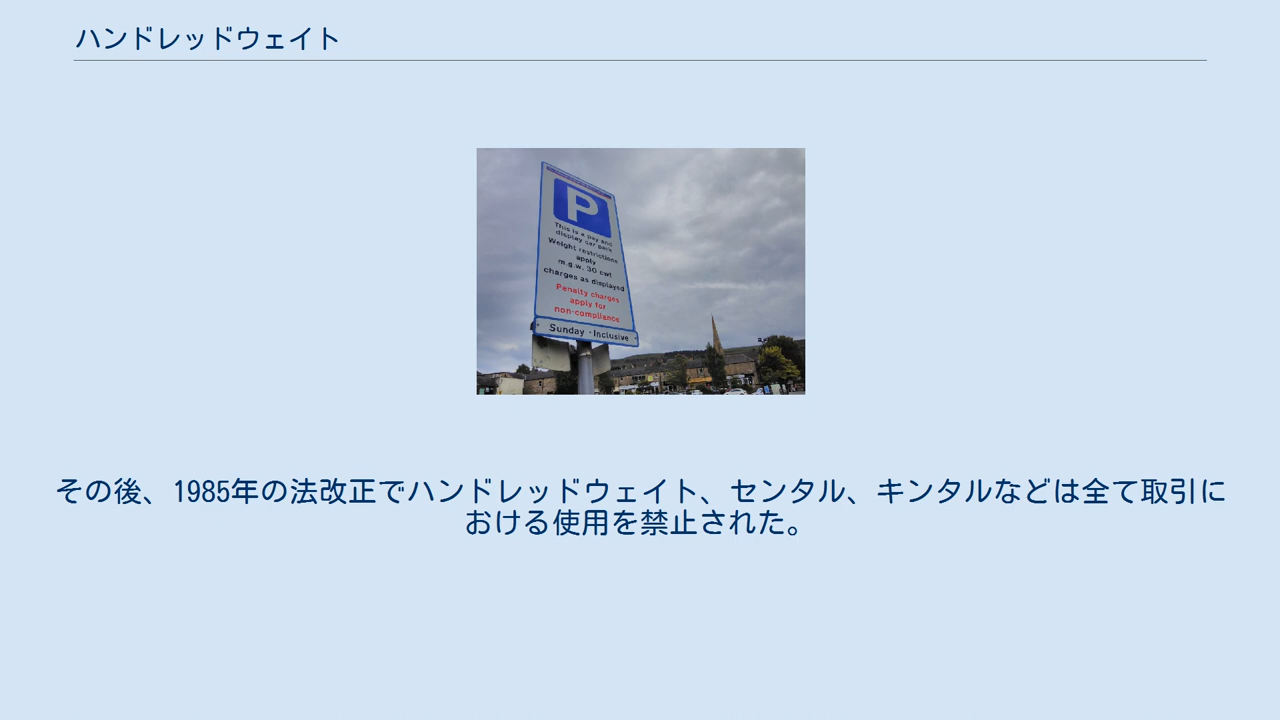 ハンドレッドウェイト
P
This is a pay and
display car park
Weight restrictions
apply
m.g.w. 30 cwt
charges as displayed
Penalty charges
apply for
non-compliance
Sunday - Inclusive
その後、1985年の法改正でハンドレッドウェイト、センタル、キンタルなどは全て取引に
おける使用を禁止された。